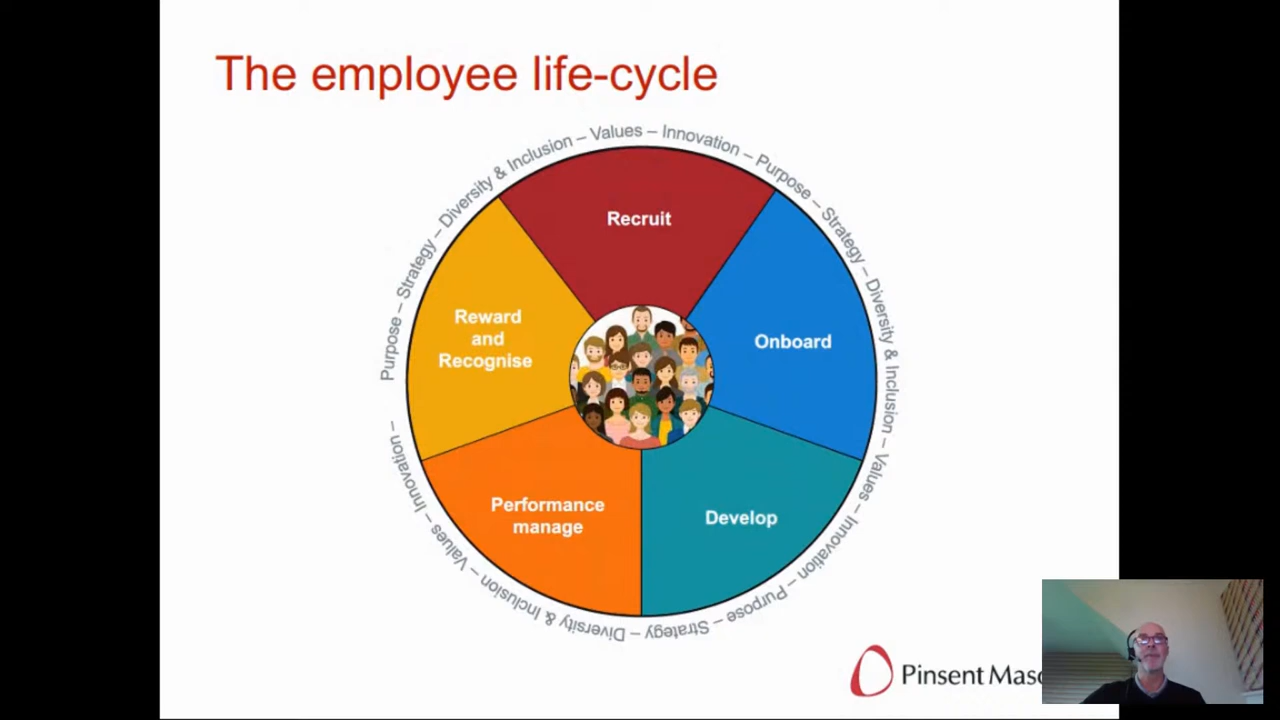 The employee life-cycle
Purpose – Strategy – Diversity & Inclusion – Values – Innovation – Purpose – Strategy – Diversity & Inclusion – Values – Innovation – Purpose – Strategy – Diversity & Inclusion – Values – Innovation –
Recruit
Onboard
Develop
Performance
manage
Reward
and
Recognise
Pinsent